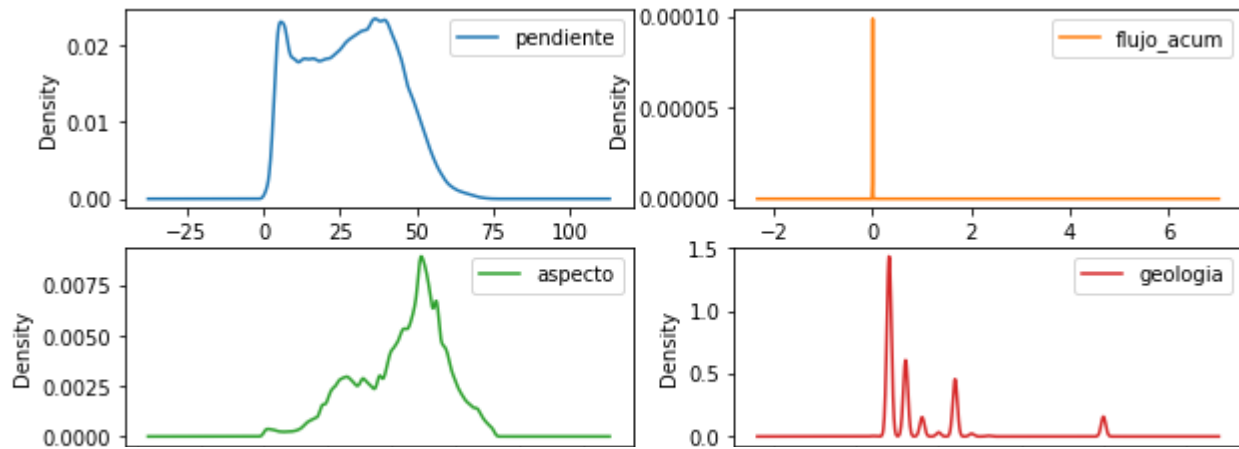 pendiente
Density
0.02
0.01
0.00
−25 0 25 50 75 100
flujo_acum
Density
0.00010
0.00005
0.00000
−2 0 2 4 6
aspecto
Density
0.0075
0.0050
0.0025
0.0000
geologia
Density
1.5
1.0
0.5
0.0